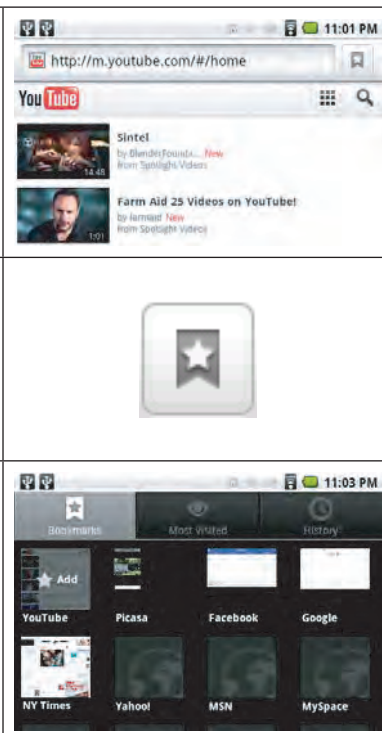 11:01 PM
http://m.youtube.com/#/home
YouTube
Sintel
by BlenderFounda... New
from Spotlight Videos
14:48
Farm Aid 25 Videos on YouTube!
by farmaid New
from Spotlight Videos
1:01
11:03 PM
Bookmarks Most Visited History
Add
YouTube Picasa Facebook Google
NY Times Yahoo! MSN MySpace